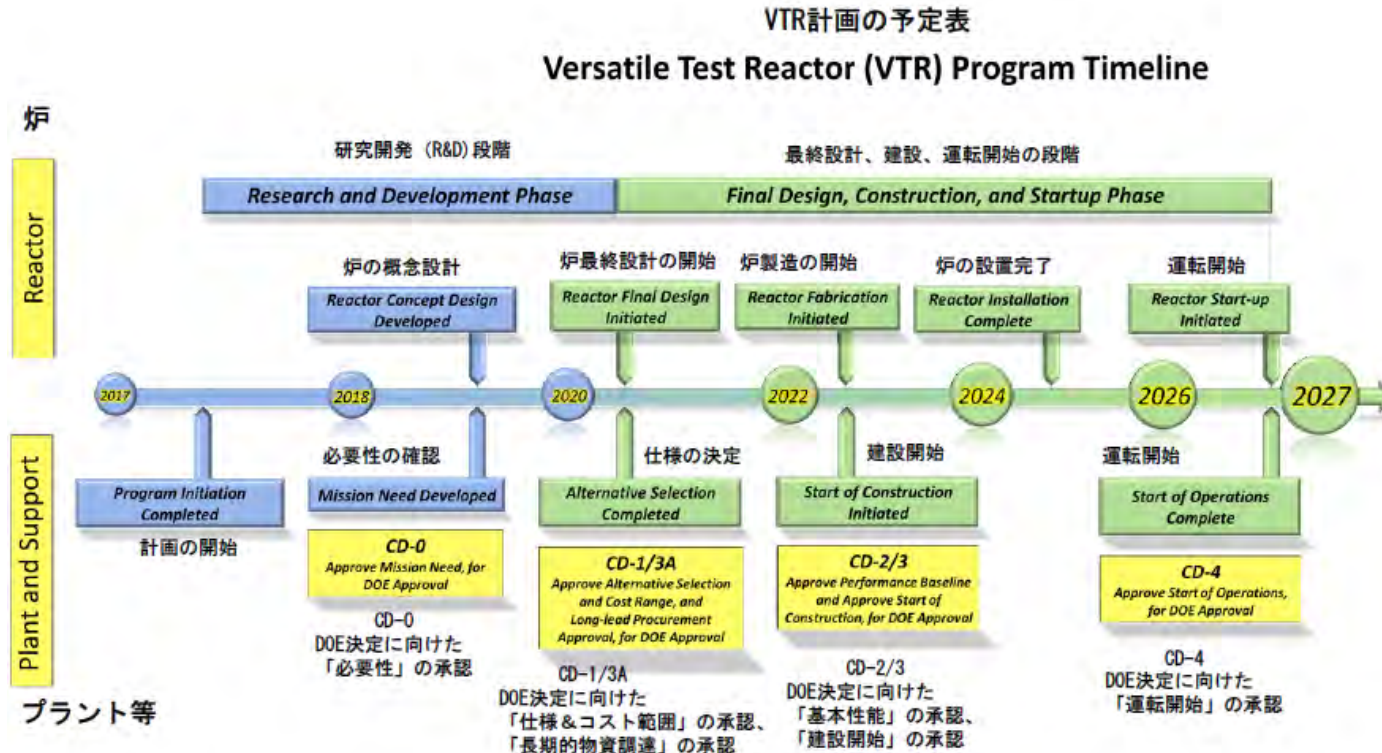 VTR計画の予定表
Versatile Test Reactor (VTR) Program Timeline
炉
Reactor
研究開発 (R&D) 段階
最終設計、建設、運転開始の段階
Research and Development Phase
Final Design, Construction, and Startup Phase
炉の概念設計
Reactor Concept Design
Developed
炉最終設計の開始
Reactor Final Design
Initiated
炉製造の開始
Reactor Fabrication
Initiated
炉の設置完了
Reactor Installation
Complete
運転開始
Reactor Start-up
Initiated
2017
2018
2020
2022
2024
2026
2027
Plant and Support
プラント等
Program Initiation
Completed
計画の開始
必要性の確認
Mission Need Developed
CD-0
Approve Mission Need, for
DOE Approval
CD-0
DOE決定に向けた
「必要性」の承認
仕様の決定
Alternative Selection
Completed
CD-1/3A
Approve Alternative Selection
and Cost Range, and
Long-lead Procurement
Approval, for DOE Approval
CD-1/3A
DOE決定に向けた
「仕様&コスト範囲」の承認、
「長期的物資調達」の承認
建設開始
Start of Construction
Initiated
CD-2/3
Approve Performance Baseline
and Approve Start of
Construction, for DOE Approval
CD-2/3
DOE決定に向けた
「基本性能」の承認、
「建設開始」の承認
運転開始
Start of Operations
Complete
CD-4
Approve Start of Operations,
for DOE Approval
CD-4
DOE決定に向けた
「運転開始」の承認